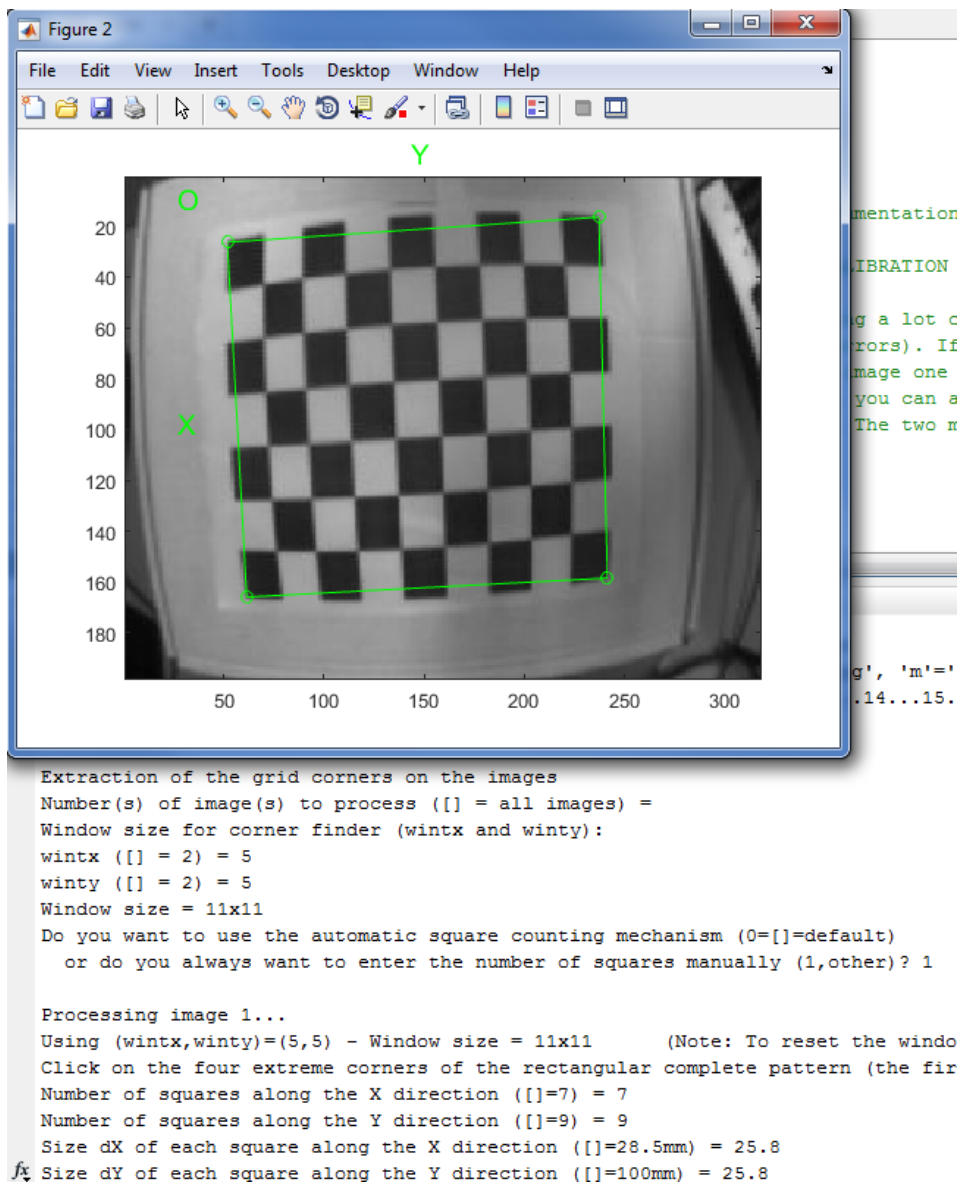 Figure 2
File Edit View Insert Tools Desktop Window Help
Y
O
X
20
40
60
80
100
120
140
160
180
50 100 150 200 250 300
mentation
IBRATION
g a lot
rors). If
mage one
you can a
The two m
g', 'm'='
.14...15.
Extraction of the grid corners on the images
Number(s) of image(s) to process ([] = all images) =
Window size for corner finder (wintx and winty):
wintx ([] = 2) = 5
winty ([] = 2) = 5
Window size = 11x11
Do you want to use the automatic square counting mechanism (0=[]=default)
or do you always want to enter the number of squares manually (1,other)? 1
Processing image 1...
Using (wintx,winty)=(5,5) - Window size = 11x11 (Note: To reset the windo
Click on the four extreme corners of the rectangular complete pattern (the fir
Number of squares along the X direction ([]=7) = 7
Number of squares along the Y direction ([]=9) = 9
Size dX of each square along the X direction ([]=28.5mm) = 25.8
fx Size dY of each square along the Y direction ([]=100mm) = 25.8